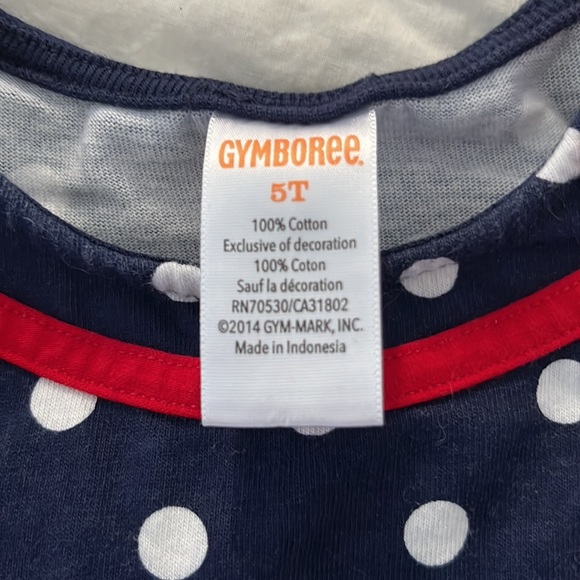 GYMBOREE.
5T
100% Cotton
Exclusive of decoration
100% Coton
Sauf la décoration
RN70530/CA31802
©2014 GYM-MARK, INC.
Made in Indonesia